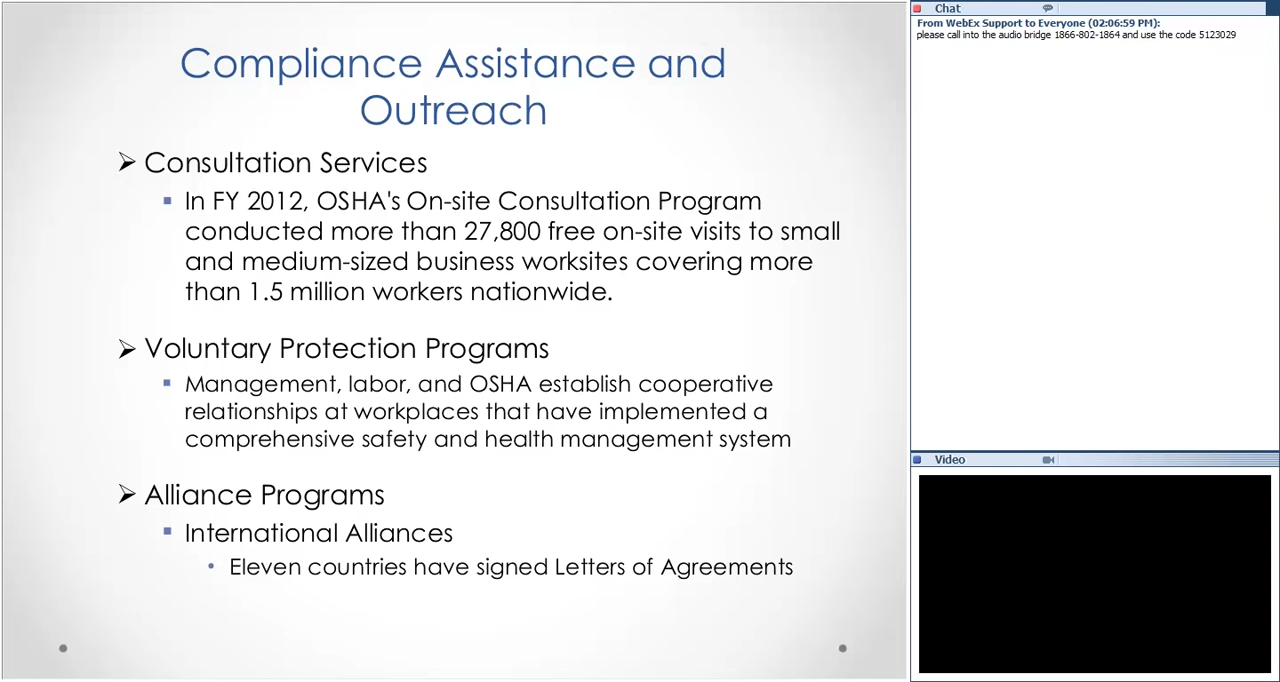 Compliance Assistance and
Outreach
Consultation Services
In FY 2012, OSHA's On-site Consultation Program
conducted more than 27,800 free on-site visits to small
and medium-sized business worksites covering more
than 1.5 million workers nationwide.
Voluntary Protection Programs
Management, labor, and OSHA establish cooperative
relationships at workplaces that have implemented a
comprehensive safety and health management system
Alliance Programs
International Alliances
Eleven countries have signed Letters of Agreements
Chat
From WebEx Support to Everyone (02:06:59 PM):
please call into the audio bridge 1866-802-1864 and use the code 5123029
Video